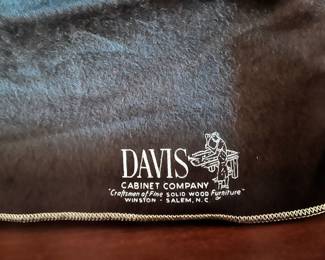 DAVIS
CABINET COMPANY
"Craftsmen of Fine SOLID WOOD Furniture"
WINSTON - SALEM, N.C.